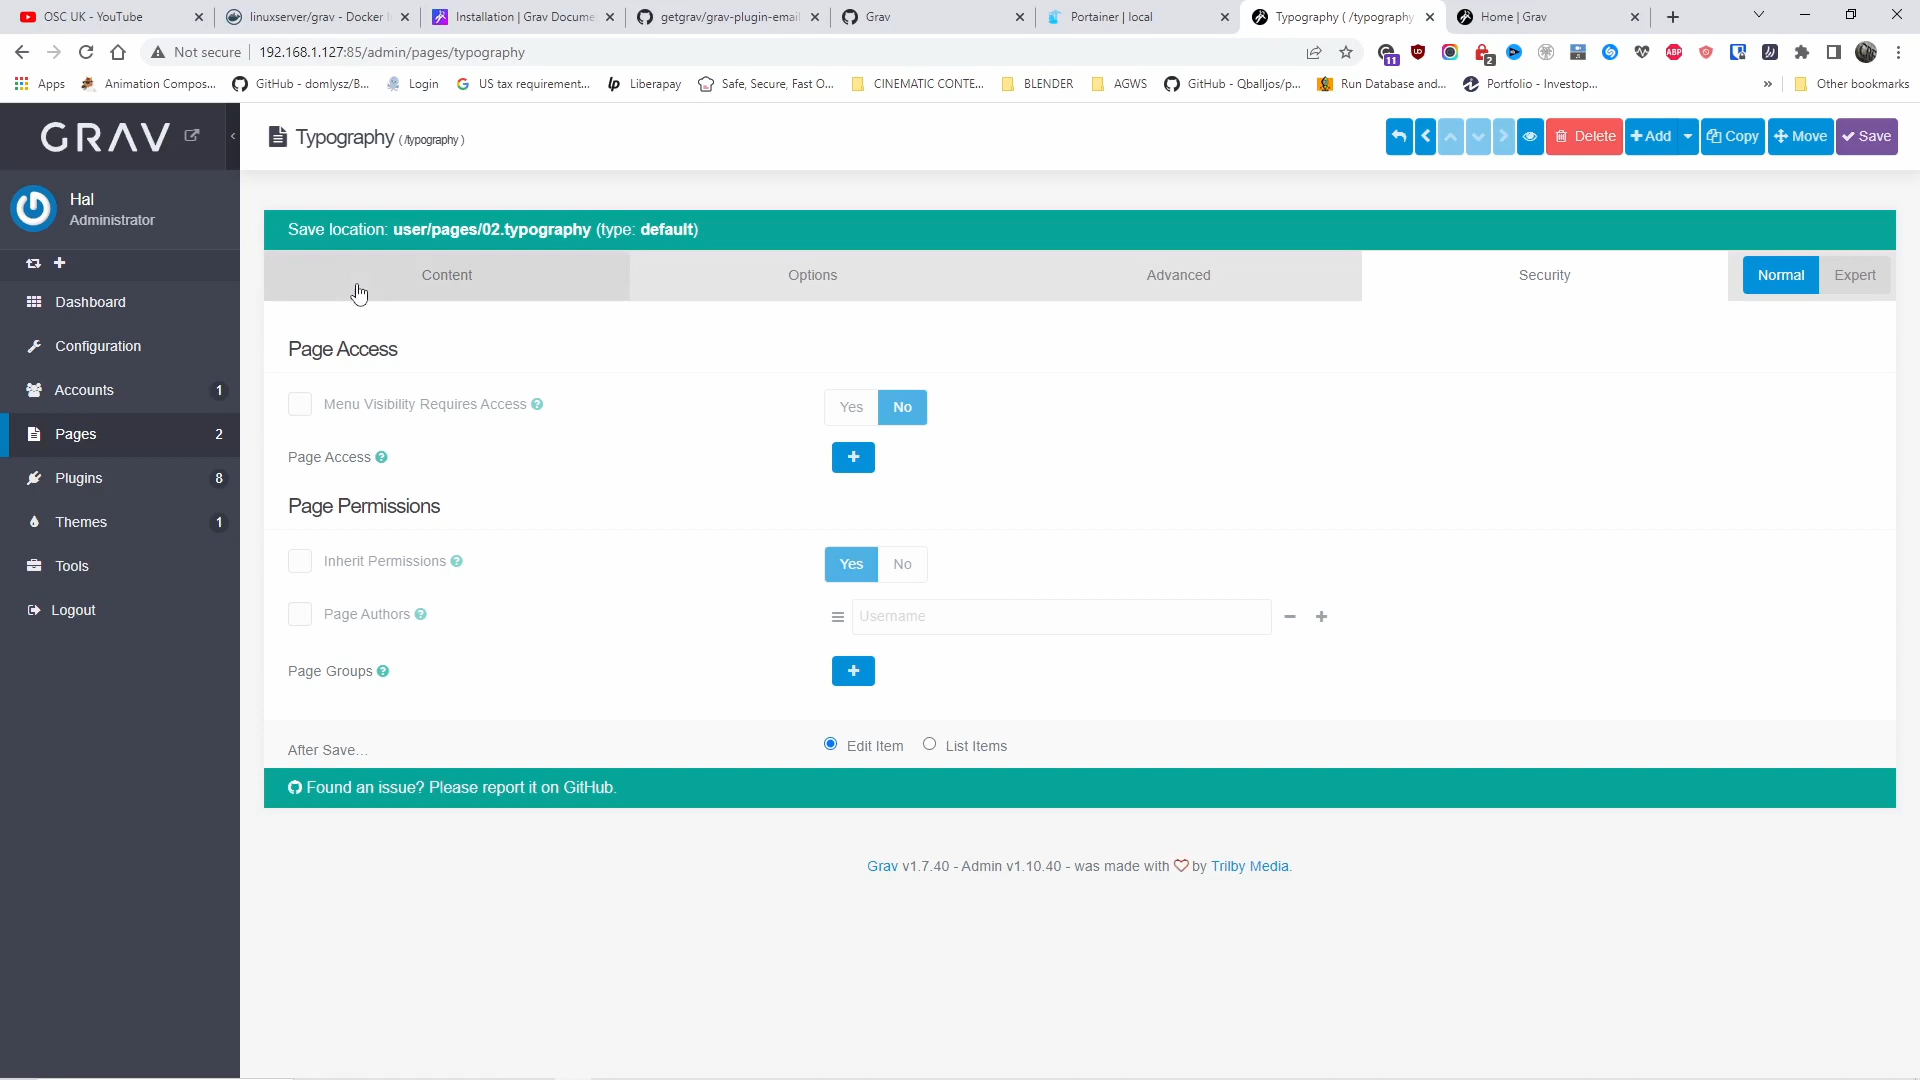 OSC UK - YouTube
linuxserver/grav - Docker I
Installation | Grav Docume
getgrav/grav-plugin-email
Grav
Portainer | local
Typography ( /typography
Home | Grav
Not secure
192.168.1.127:85/admin/pages/typography
11
2
ABP
Apps
Animation Compos...
GitHub - domlysz/B...
Login
US tax requirement...
Liberapay
Safe, Secure, Fast O...
CINEMATIC CONTE...
BLENDER
AGWS
GitHub - Qballjos/p...
Run Database and...
Portfolio - Investop...
»
Other bookmarks
GRAV
Typography ( /typography )
Delete
+Add
Copy
Move
Save
Hal
Administrator
Save location: user/pages/02.typography (type: default)
Content
Options
Advanced
Security
Normal
Expert
Dashboard
Configuration
Accounts 1
Pages 2
Plugins 8
Themes 1
Tools
Logout
Page Access
Menu Visibility Requires Access
Yes No
Page Access
Page Permissions
Inherit Permissions
Yes No
Page Authors
Username
Page Groups
After Save...
Edit Item
List Items
Found an issue? Please report it on GitHub.
Grav v1.7.40 - Admin v1.10.40 - was made with by Trilby Media.